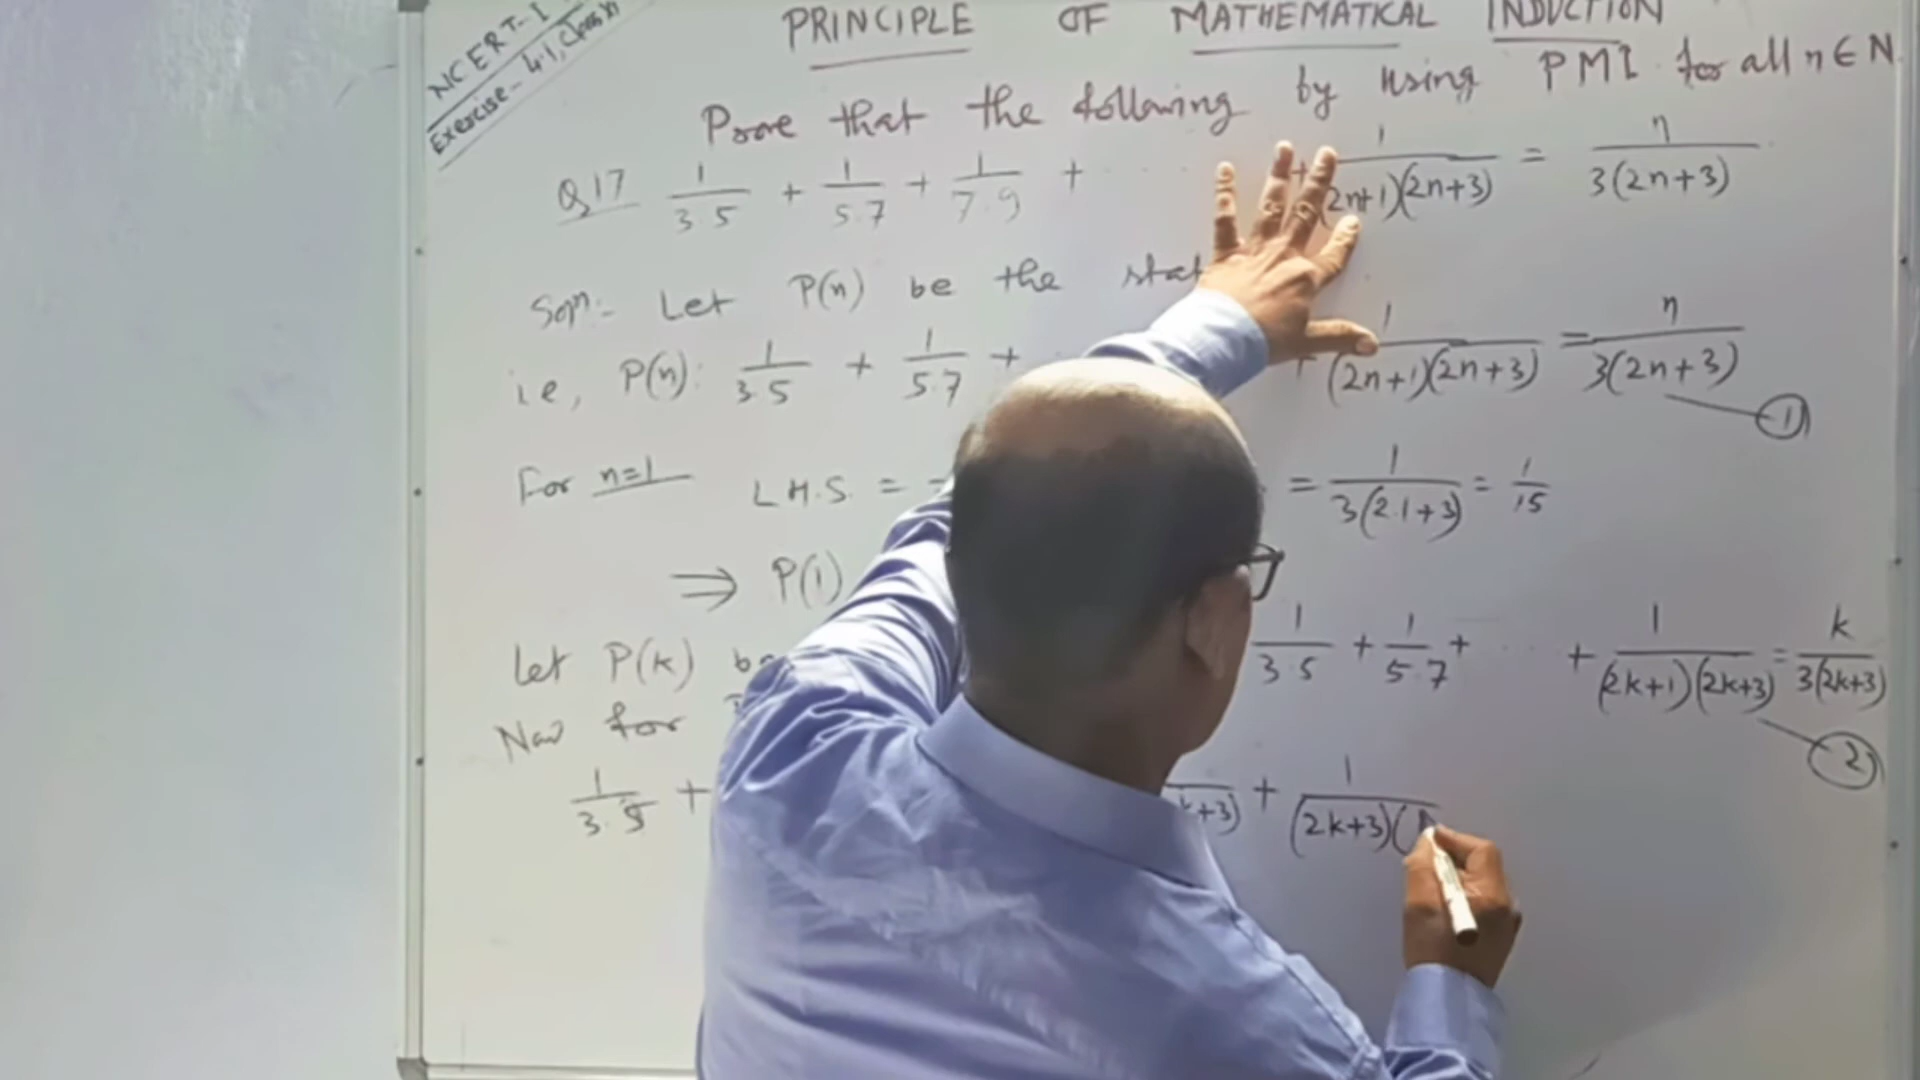 NCERT-I
Exercise-4.1, Class XI
PRINCIPLE OF MATHEMATICAL INDUCTION
Prove that the following by using PMI for all n∈N
Q17 1/(3.5) + 1/(5.7) + 1/(7.9) + ..... + 1/((2n+1)(2n+3)) = n/(3(2n+3))
Soln:- Let P(n) be the
i.e, P(n): 1/(3.5) + 1/(5.7) + + 1/((2n+1)(2n+3)) = n/(3(2n+3)) —(1)
For n=1 L.H.S. = = 1/(3(2.1+3)) = 1/15
⇒ P(1)
Let P(k) 1/(3.5) + 1/(5.7) + .... + 1/((2k+1)(2k+3)) = k/(3(2k+3)) —(2)
Now for
1/(3.5) + k+3) + 1/((2k+3)(